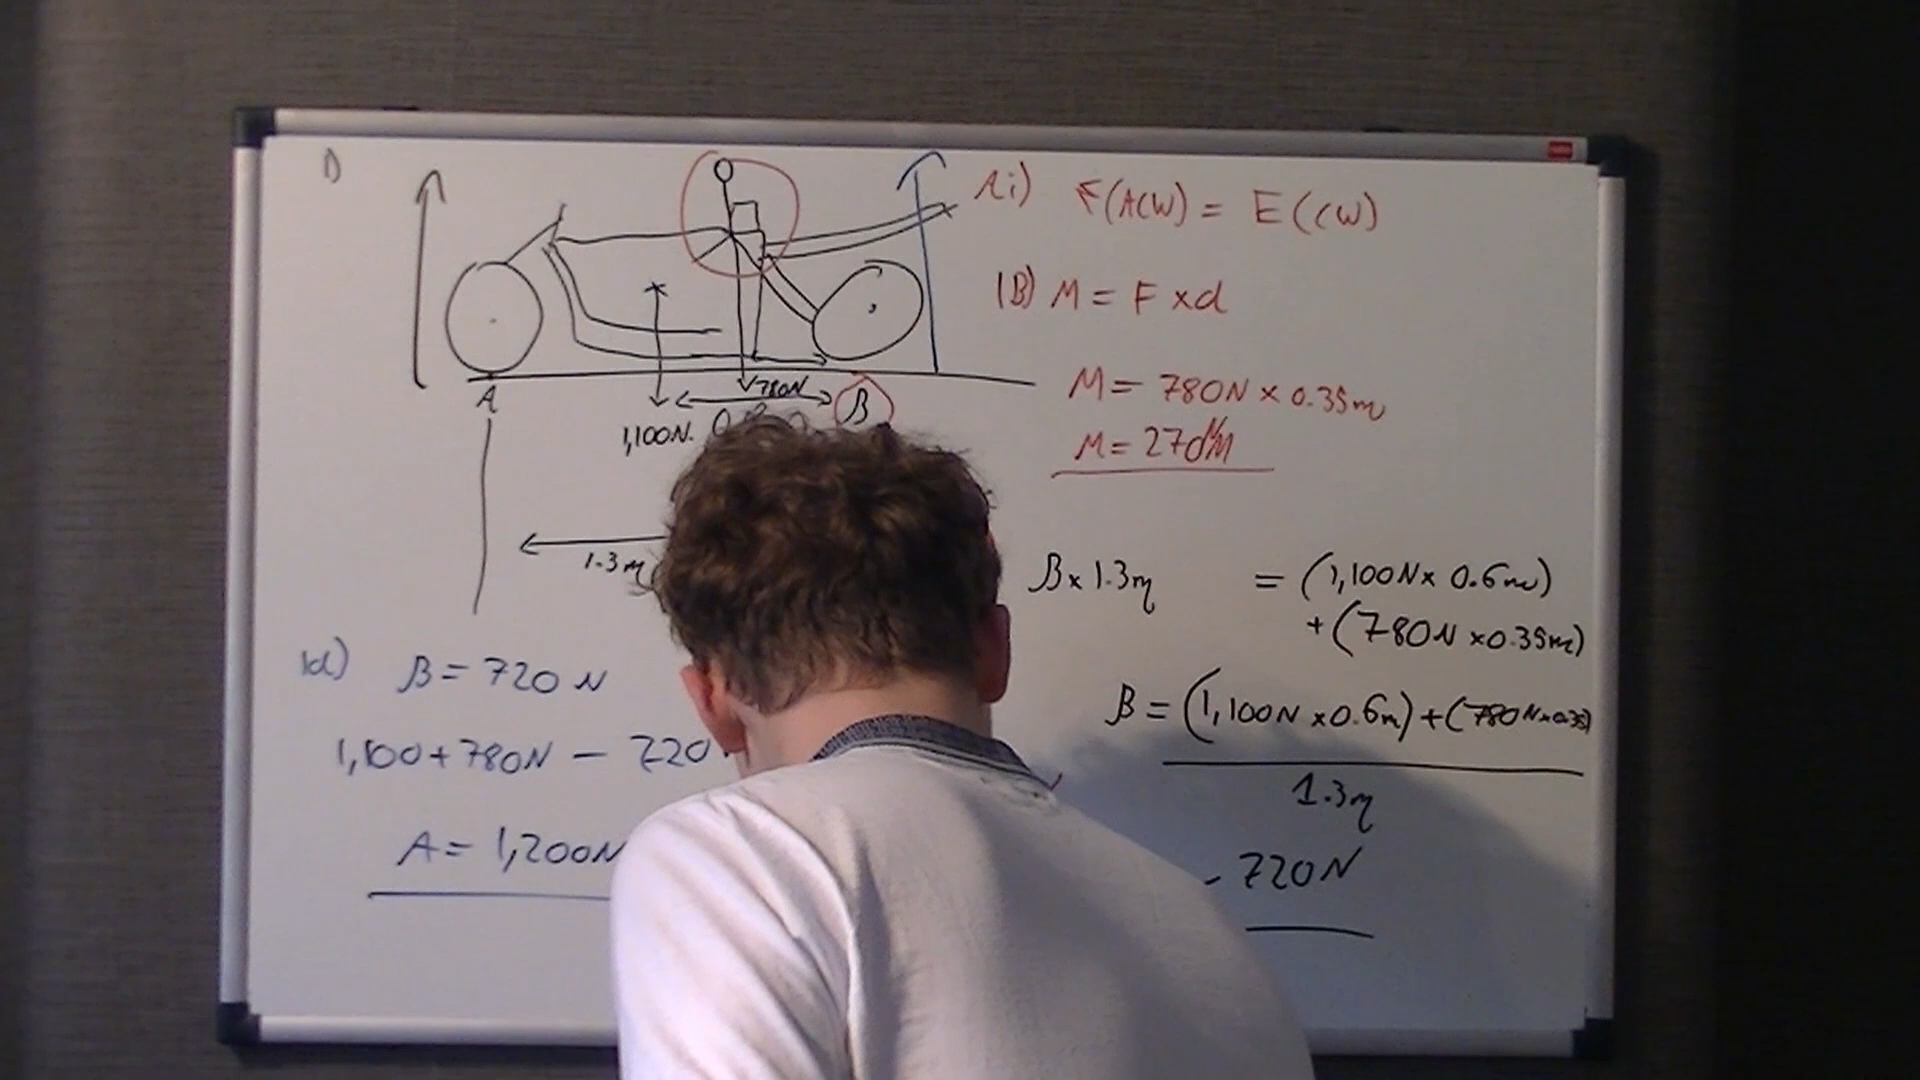 1)
1i) F(ACW) = E(CW)
1B) M = F x d
A
780N
B
1,100N.
M = 780N x 0.35m
M = 270
1.3m
B x 1.3m = (1,100N x 0.6m)
+ (780N x 0.35m)
1d) B = 720N
B = (1,100N x 0.6m) + (780N x 0.35)
1.3m
1,100 + 780N - 720
A = 1,200N
720N